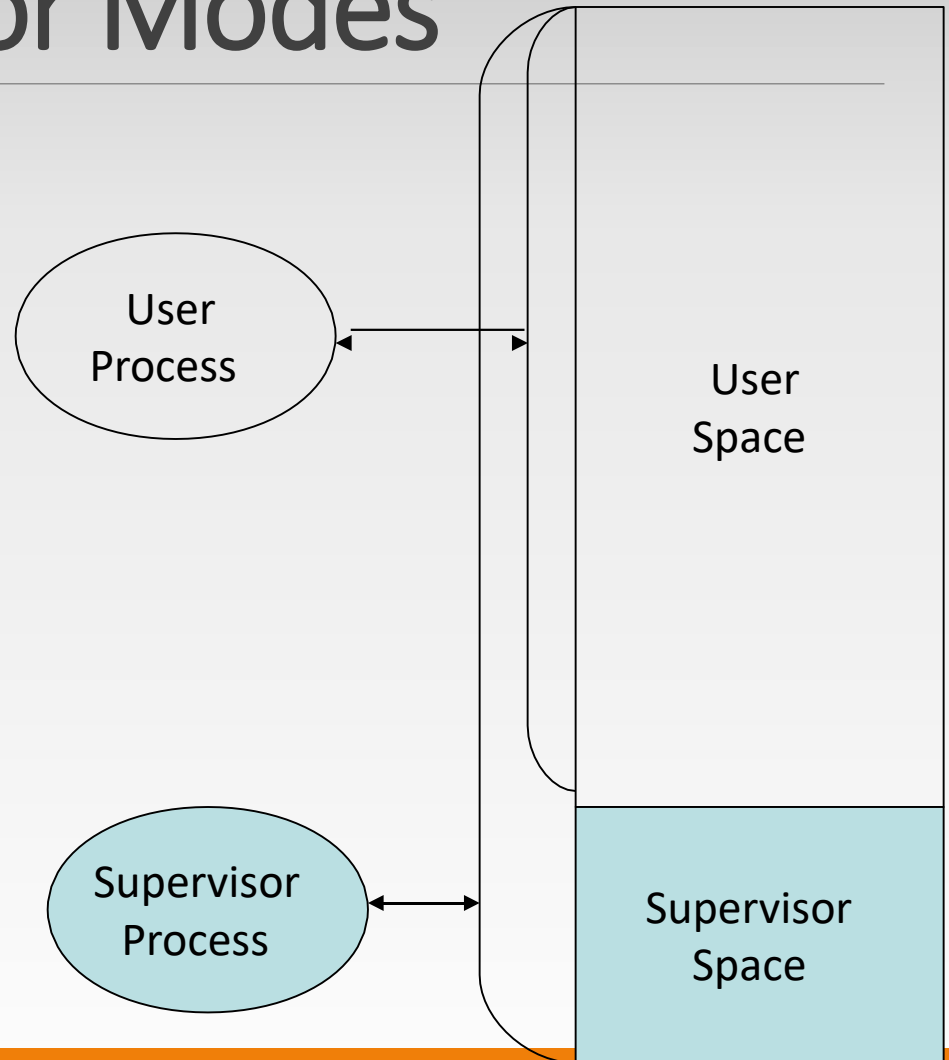 or Modes
User
Process
User
Space
Supervisor
Process
Supervisor
Space